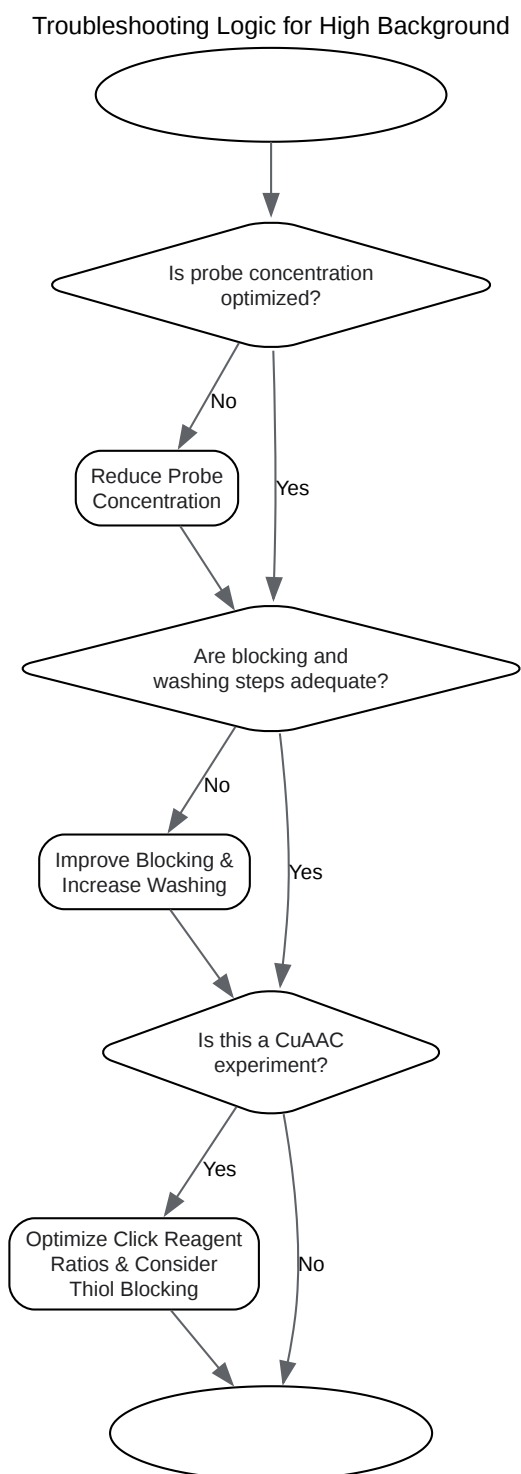 Troubleshooting Logic for High Background
Is probe concentration
optimized?
No
Reduce Probe
Concentration
Yes
Are blocking and
washing steps adequate?
No
Improve Blocking &
Increase Washing
Yes
Is this a CuAAC
experiment?
Yes
Optimize Click Reagent
Ratios & Consider
Thiol Blocking
No